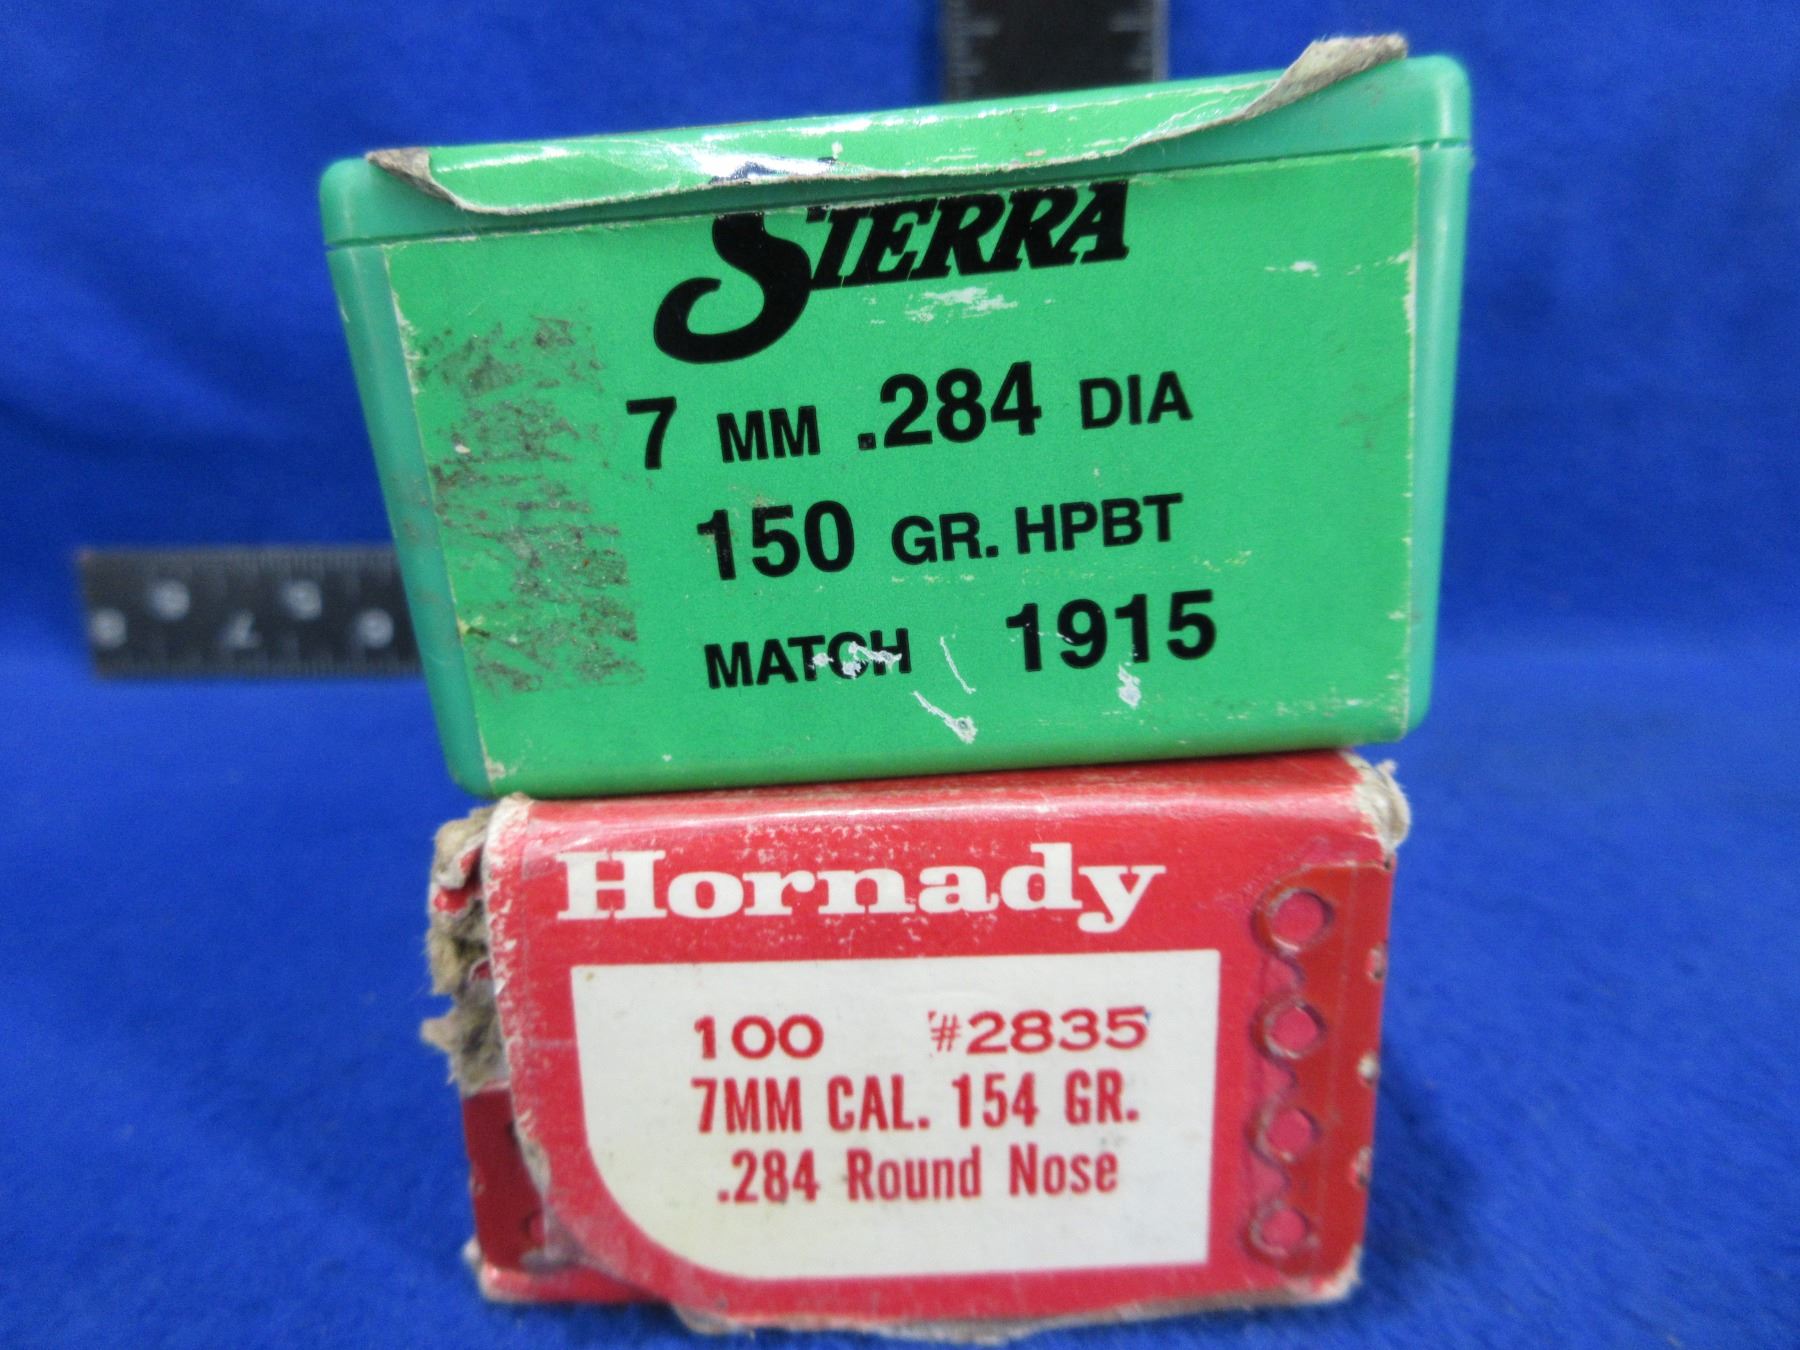 SIERRA
7 MM .284 DIA
150 GR. HPBT
MATCH 1915
Hornady
100 #2835
7MM CAL. 154 GR.
.284 Round Nose